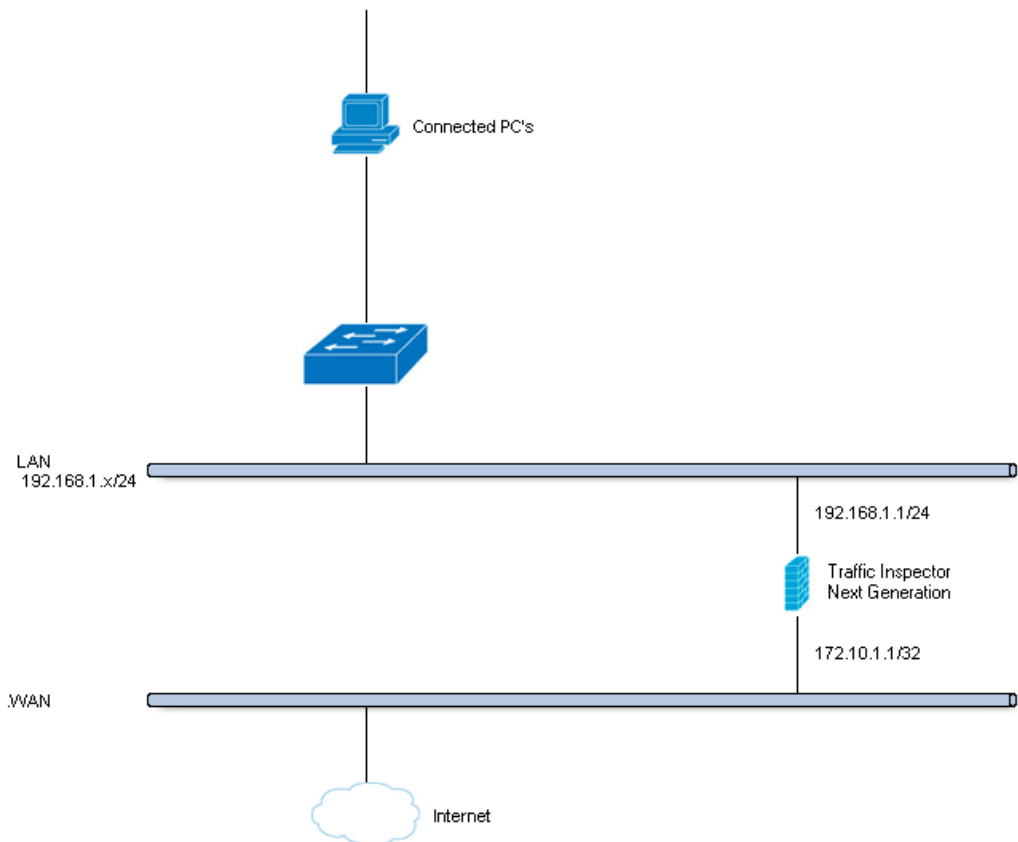 Connected PC's
LAN
192.168.1.x/24
192.168.1.1/24
Traffic Inspector
Next Generation
172.10.1.1/32
.WAN
Internet